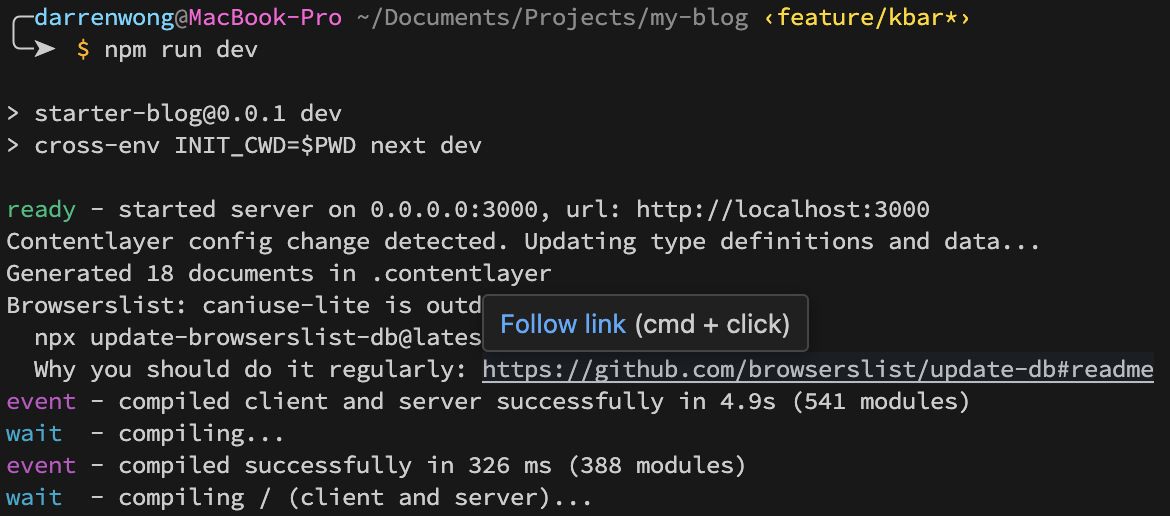 darrenwong@MacBook-Pro ~/Documents/Projects/my-blog ‹feature/kbar*›
➤ $ npm run dev
> starter-blog@0.0.1 dev
> cross-env INIT_CWD=$PWD next dev
ready - started server on 0.0.0.0:3000, url: http://localhost:3000
Contentlayer config change detected. Updating type definitions and data...
Generated 18 documents in .contentlayer
Browserslist: caniuse-lite is outd
Follow link (cmd + click)
npx update-browserslist-db@lates
Why you should do it regularly: https://github.com/browserslist/update-db#readme
event - compiled client and server successfully in 4.9s (541 modules)
wait - compiling...
event - compiled successfully in 326 ms (388 modules)
wait - compiling / (client and server)...